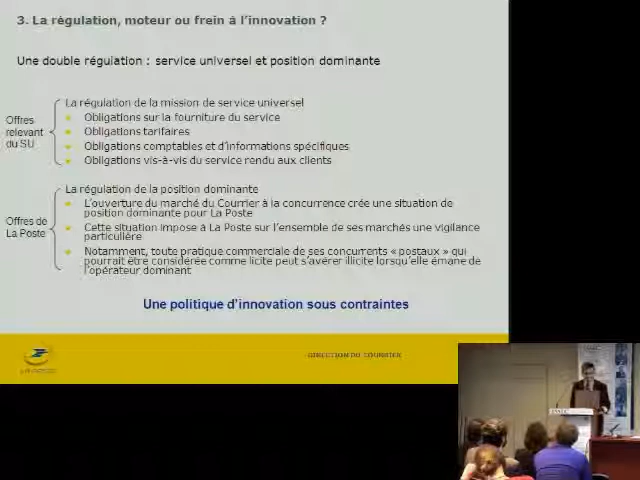 3. La régulation, moteur ou frein à l'innovation ?
Une double régulation : service universel et position dominante
Offres
relevant
du SU
La régulation de la mission de service universel
Obligations sur la fourniture du service
Obligations tarifaires
Obligations comptables et d'informations spécifiques
Obligations vis-à-vis du service rendu aux clients
Offres de
La Poste
La régulation de la position dominante
L'ouverture du marché du Courrier à la concurrence crée une situation de
position dominante pour La Poste
Cette situation impose à La Poste sur l'ensemble de ses marchés une vigilance
particulière
Notamment, toute pratique commerciale de ses concurrents « postaux » qui
pourrait être considérée comme licite peut s'avérer illicite lorsqu'elle émane de
l'opérateur dominant
Une politique d'innovation sous contraintes
DIRECTION DU COURRIER
LA POSTE